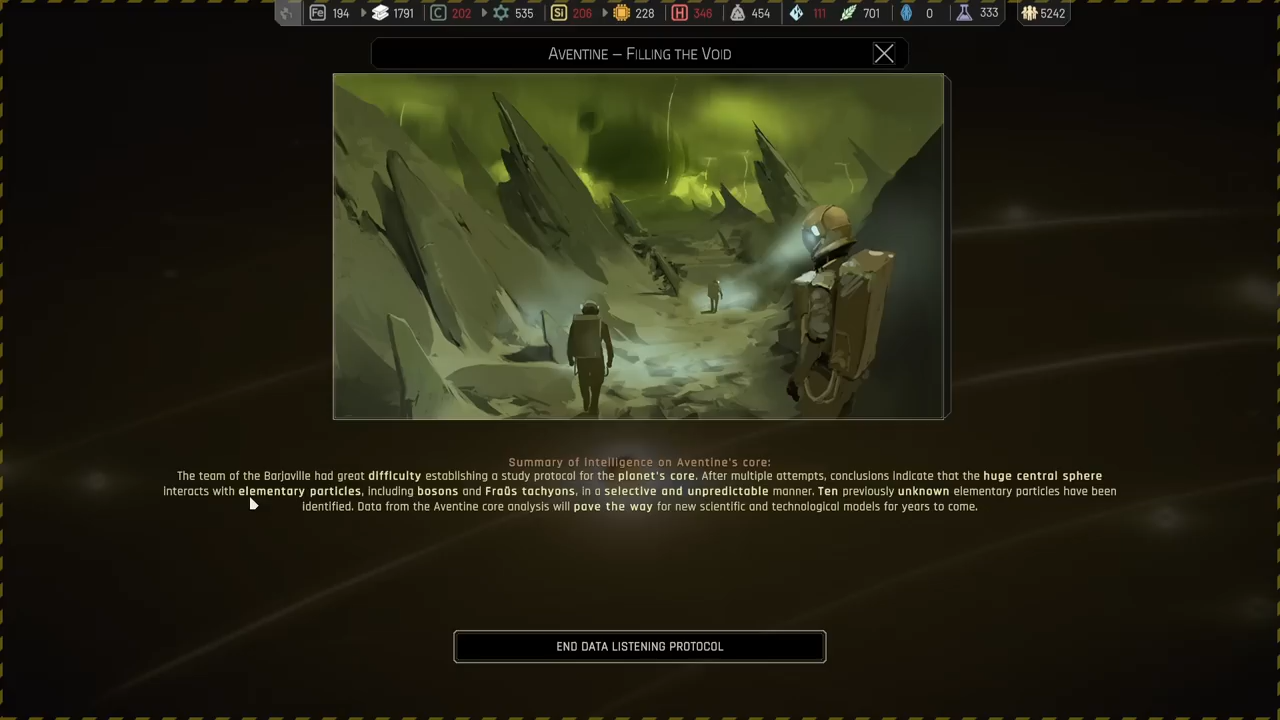 Fe 194 1791 C 202 535 Si 206 228 H 346 454 111 701 0 333 5242
Aventine – Filling the Void
Summary of Intelligence on Aventine's core:
The team of the Barjaville had great difficulty establishing a study protocol for the planet's core. After multiple attempts, conclusions indicate that the huge central sphere
interacts with elementary particles, including bosons and Fraüs tachyons, in a selective and unpredictable manner. Ten previously unknown elementary particles have been
identified. Data from the Aventine core analysis will pave the way for new scientific and technological models for years to come.
END DATA LISTENING PROTOCOL